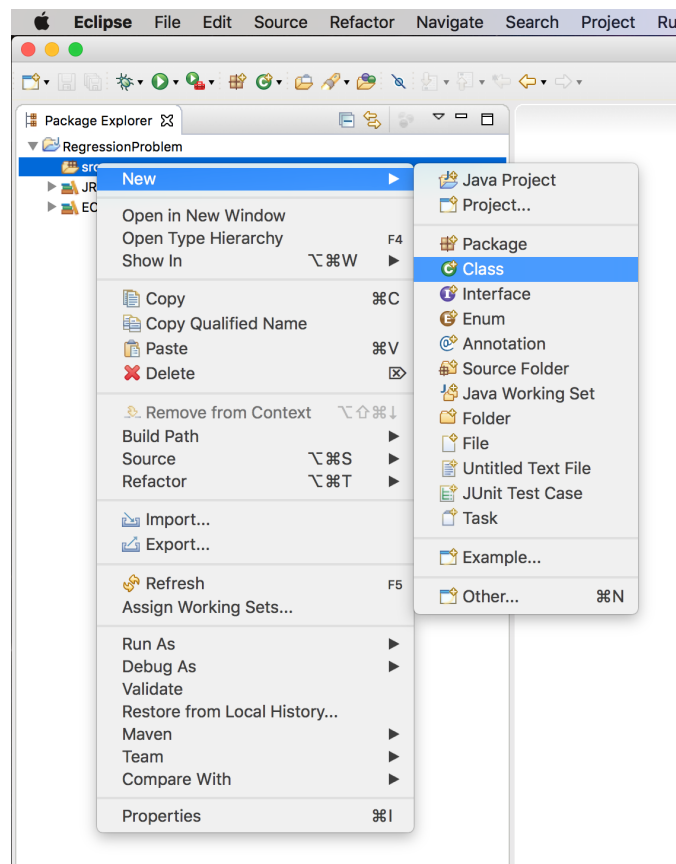 Eclipse File Edit Source Refactor Navigate Search Project Ru
Package Explorer
RegressionProblem
src
JR
EC
New
Open in New Window
Open Type Hierarchy F4
Show In ⌥⌘W
Copy ⌘C
Copy Qualified Name
Paste ⌘V
Delete ⌦
Remove from Context ⌥⇧⌘↓
Build Path
Source ⌥⌘S
Refactor ⌥⌘T
Import...
Export...
Refresh F5
Assign Working Sets...
Run As
Debug As
Validate
Restore from Local History...
Maven
Team
Compare With
Properties ⌘I
Java Project
Project...
Package
Class
Interface
Enum
Annotation
Source Folder
Java Working Set
Folder
File
Untitled Text File
JUnit Test Case
Task
Example...
Other... ⌘N